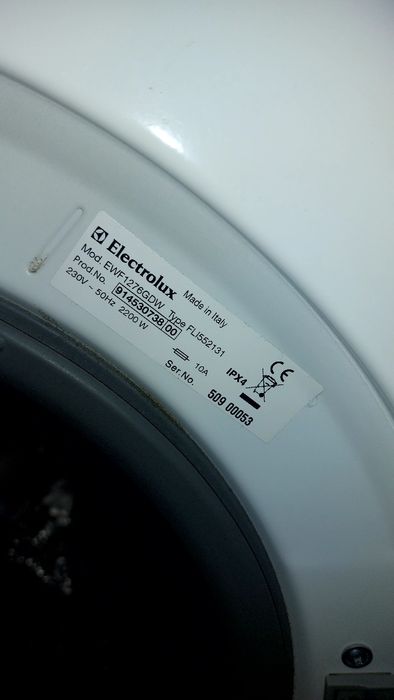 Electrolux Made in Italy
Mod. EWF1276GDW Type FLI552131
Prod.No. 914530738 00
230V ~ 50Hz 2200 W 10A IPX4 CE
Ser.No. 509 00053